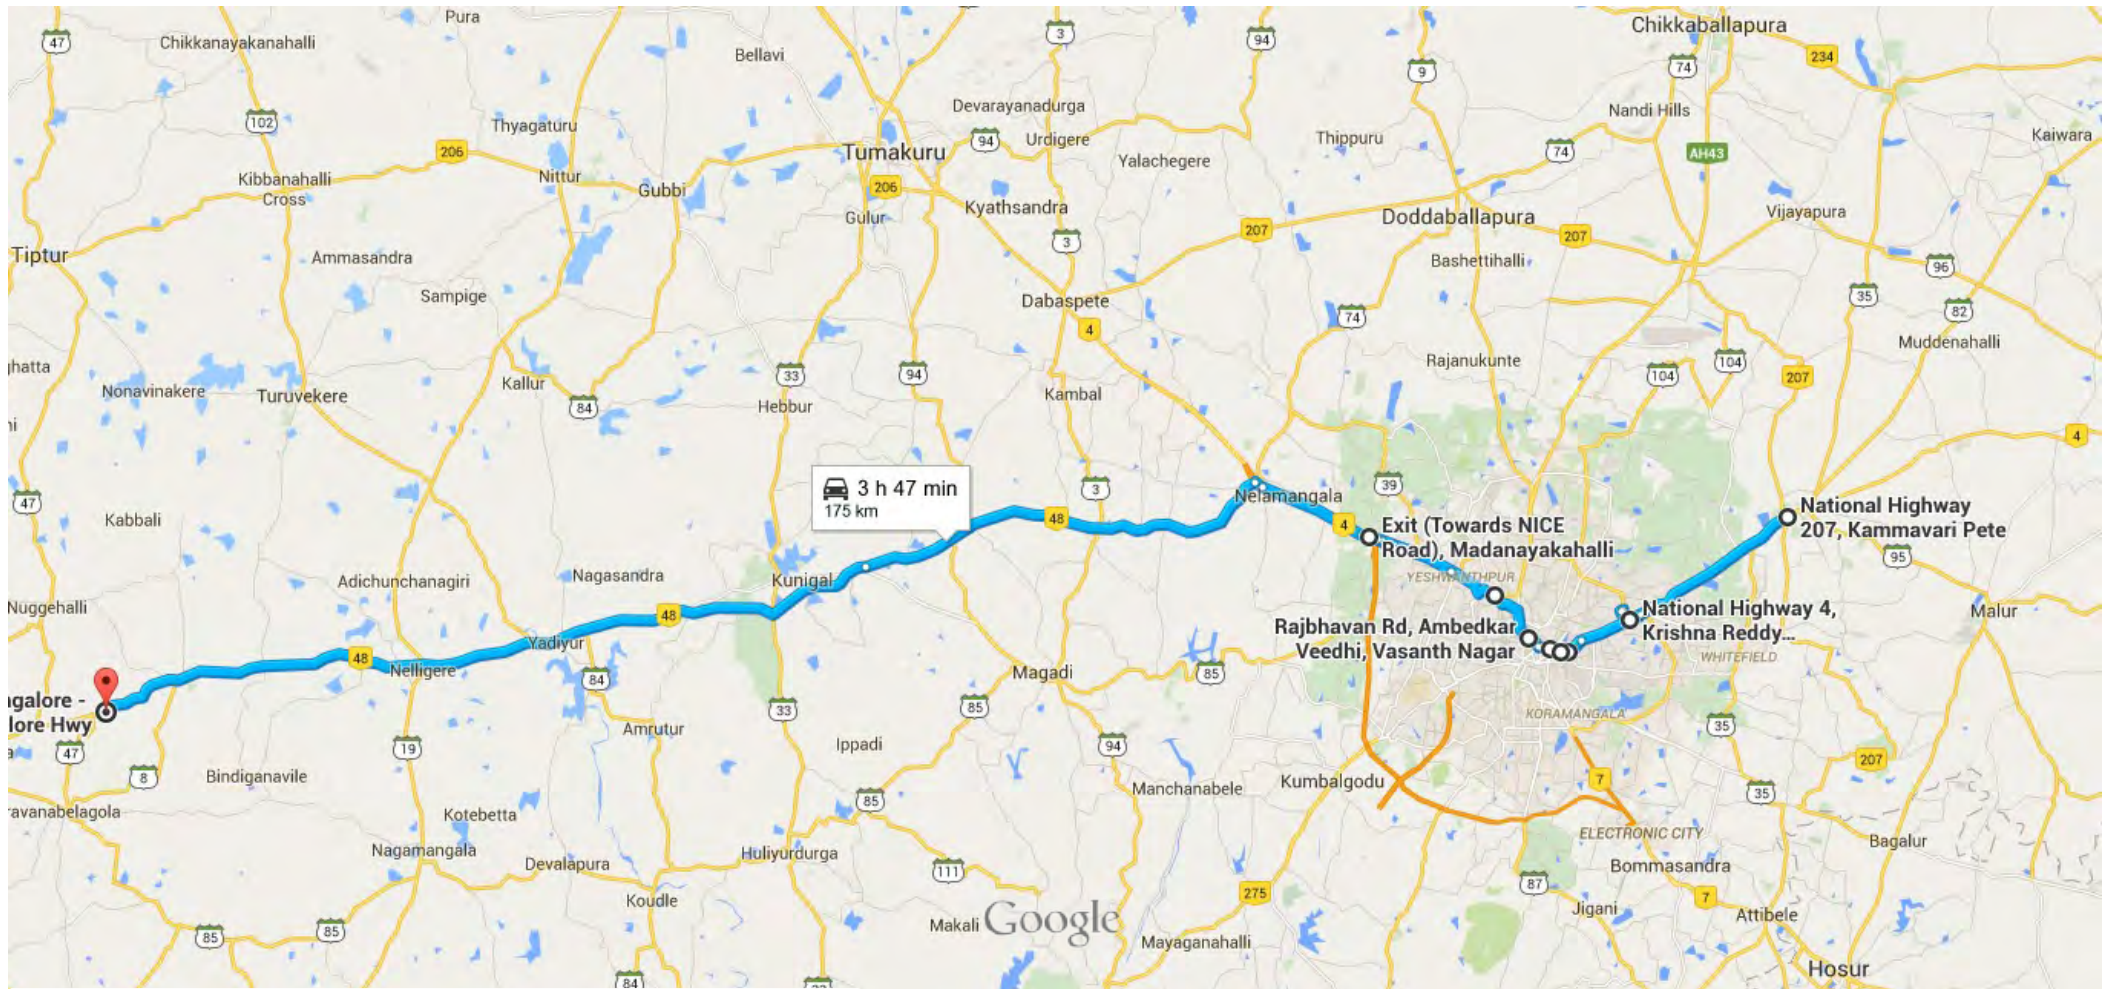 Pura
Chikkaballapura
47
Chikkanayakanahalli
Bellavi
3
94
234
9
74
Devarayanadurga
Nandi Hills
102
Thyagaturu
94
Urdigere
Thippuru
Kaiwara
206
Tumakuru
Yalachegere
74
AH43
Kibbanahalli
Cross
Nittur
Gubbi
206
Kyathsandra
Gulur
Doddaballapura
Vijayapura
207
207
3
Tiptur
Ammasandra
Bashettihalli
96
Sampige
Dabaspete
35
82
4
74
Muddenahalli
ghatta
Rajanukunte
104
104
207
33
94
Nonavinakere
Turuvekere
Kallur
84
Hebbur
Kambal
4
39
3 h 47 min
175 km
3
Nelamangala
47
Kabbali
48
4
Exit (Towards NICE
Road), Madanayakahalli
National Highway
207, Kammavari Pete
95
Adichunchanagiri
Nagasandra
Kunigal
YESHWANTHPUR
Nuggehalli
48
National Highway 4,
Krishna Reddy...
Malur
Rajbhavan Rd, Ambedkar
Veedhi, Vasanth Nagar
Yadiyur
48
Nelligere
WHITEFIELD
84
Magadi
85
galore -
lore Hwy
33
85
KORAMANGALA
Amrutur
35
47
19
Ippadi
94
8
Bindiganavile
Manchanabele
Kumbalgodu
7
207
35
85
ravanabelagola
Kotebetta
ELECTRONIC CITY
Bagalur
Nagamangala
Devalapura
Huliyurdurga
Bommasandra
111
87
Koudle
275
7
Jigani
Attibele
Makali
Google
85
85
Mayaganahalli
Hosur
84